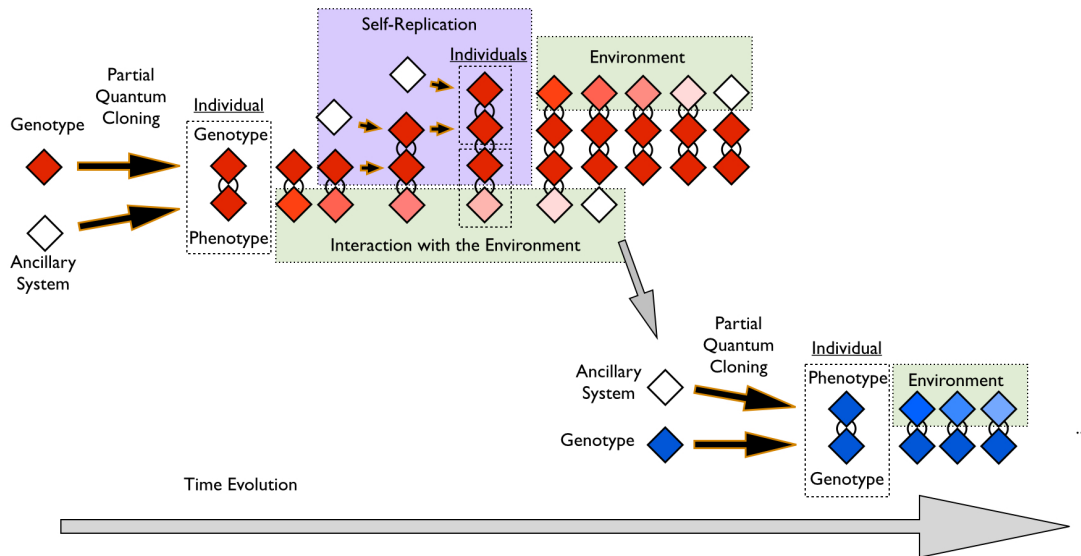 Self-Replication
Individuals
Environment
Partial
Quantum
Cloning
Genotype
Individual
Genotype
Phenotype
Ancillary
System
Interaction with the Environment
Partial
Quantum
Cloning
Individual
Ancillary
System
Phenotype
Environment
Genotype
Genotype
Time Evolution
..